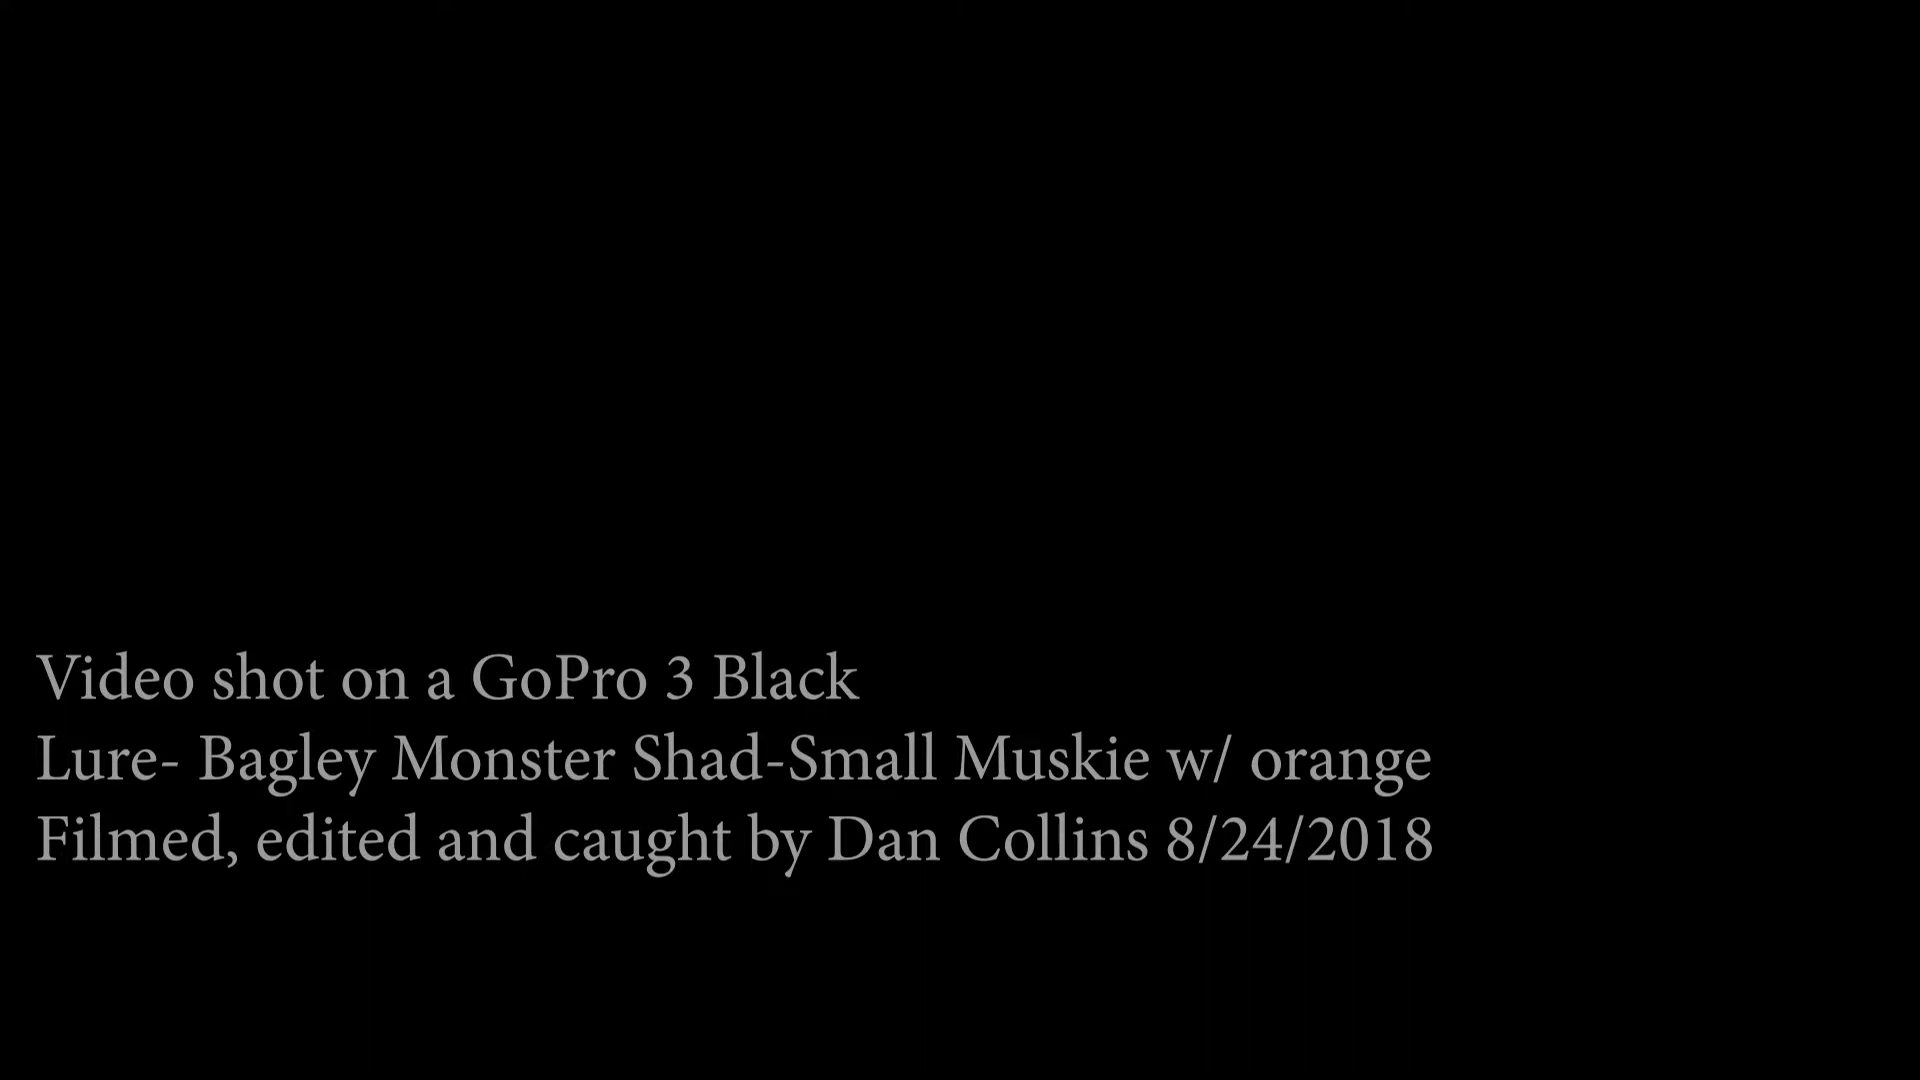 Video shot on a GoPro 3 Black
Lure- Bagley Monster Shad-Small Muskie w/ orange
Filmed, edited and caught by Dan Collins 8/24/2018